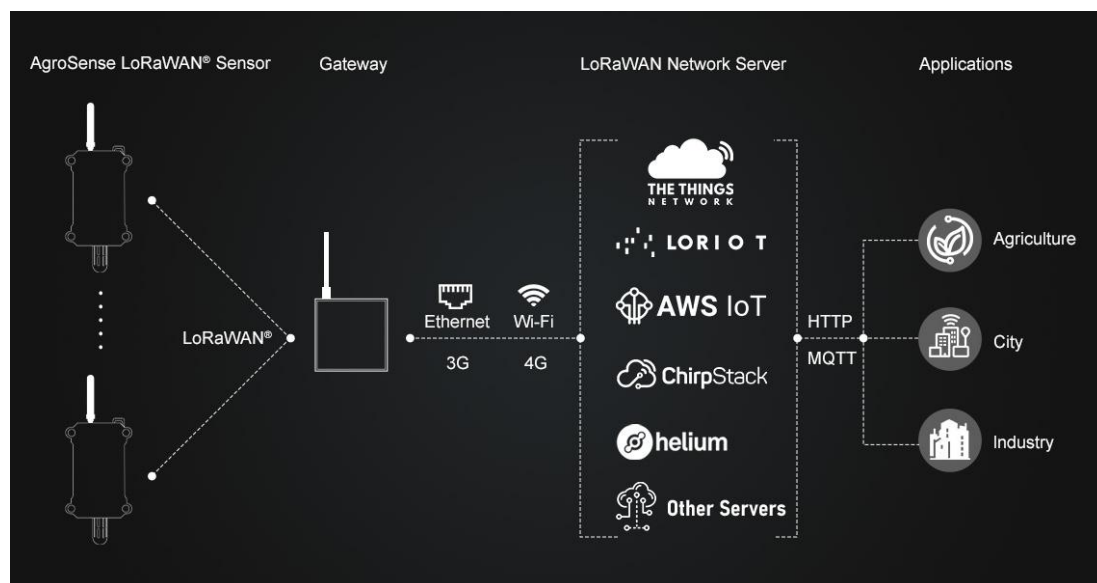 AgroSense LoRaWAN® Sensor
Gateway
LoRaWAN Network Server
Applications
LoRaWAN®
Ethernet
Wi-Fi
3G
4G
THE THINGS
NETWORK
LORIOT
AWS IoT
ChirpStack
helium
Other Servers
HTTP
MQTT
Agriculture
City
Industry